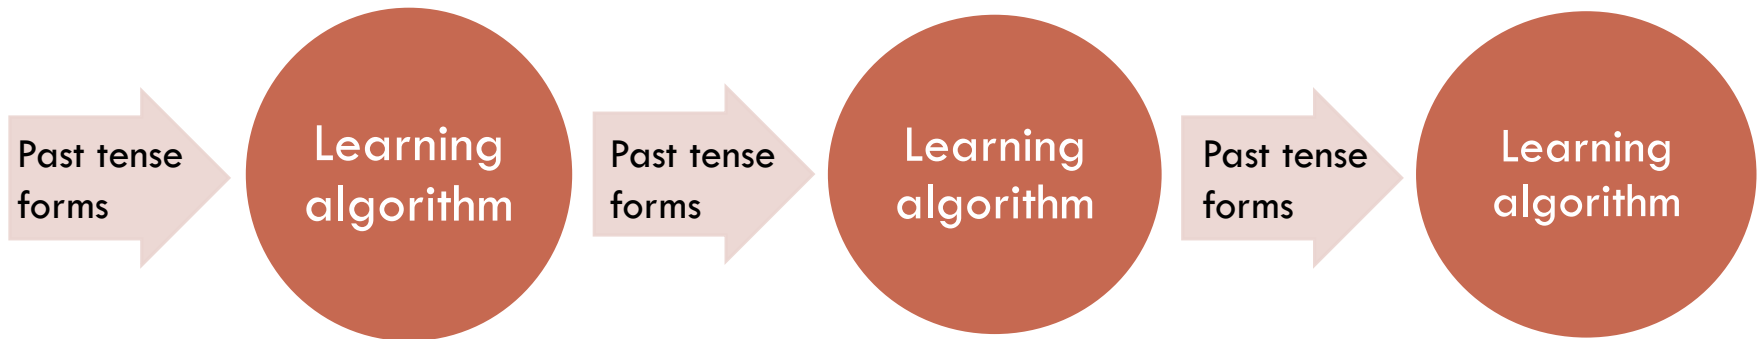 Past tense
forms
Learning
algorithm
Past tense
forms
Learning
algorithm
Past tense
forms
Learning
algorithm